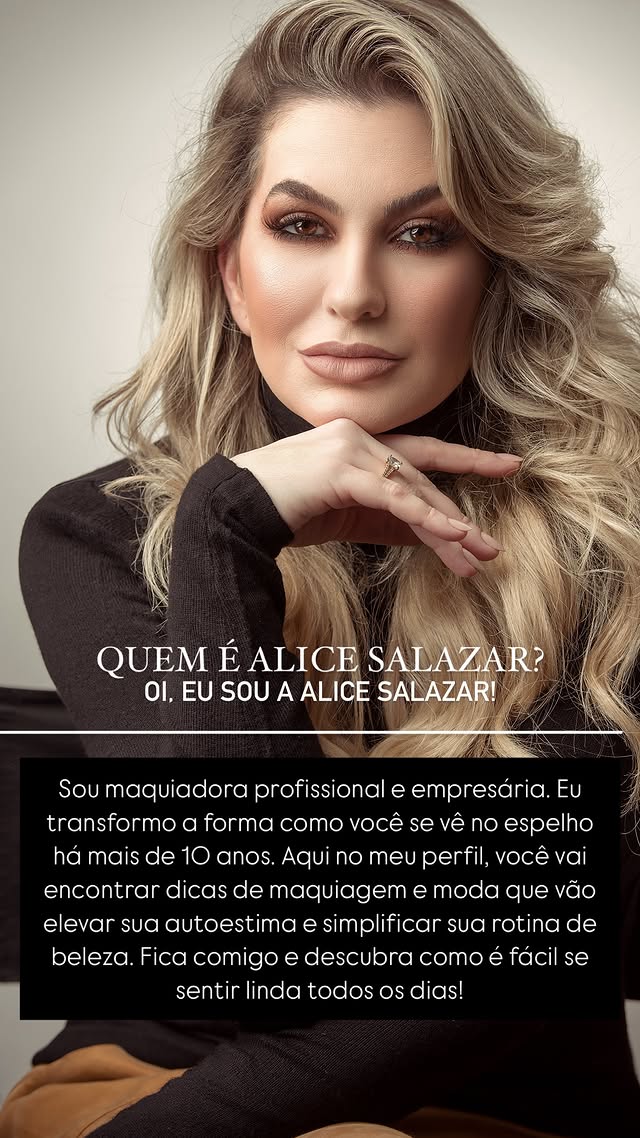 QUEM É ALICE SALAZAR?
OI, EU SOU A ALICE SALAZAR!
Sou maquiadora profissional e empresária. Eu
transformo a forma como você se vê no espelho
há mais de 10 anos. Aqui no meu perfil, você vai
encontrar dicas de maquiagem e moda que vão
elevar sua autoestima e simplificar sua rotina de
beleza. Fica comigo e descubra como é fácil se
sentir linda todos os dias!